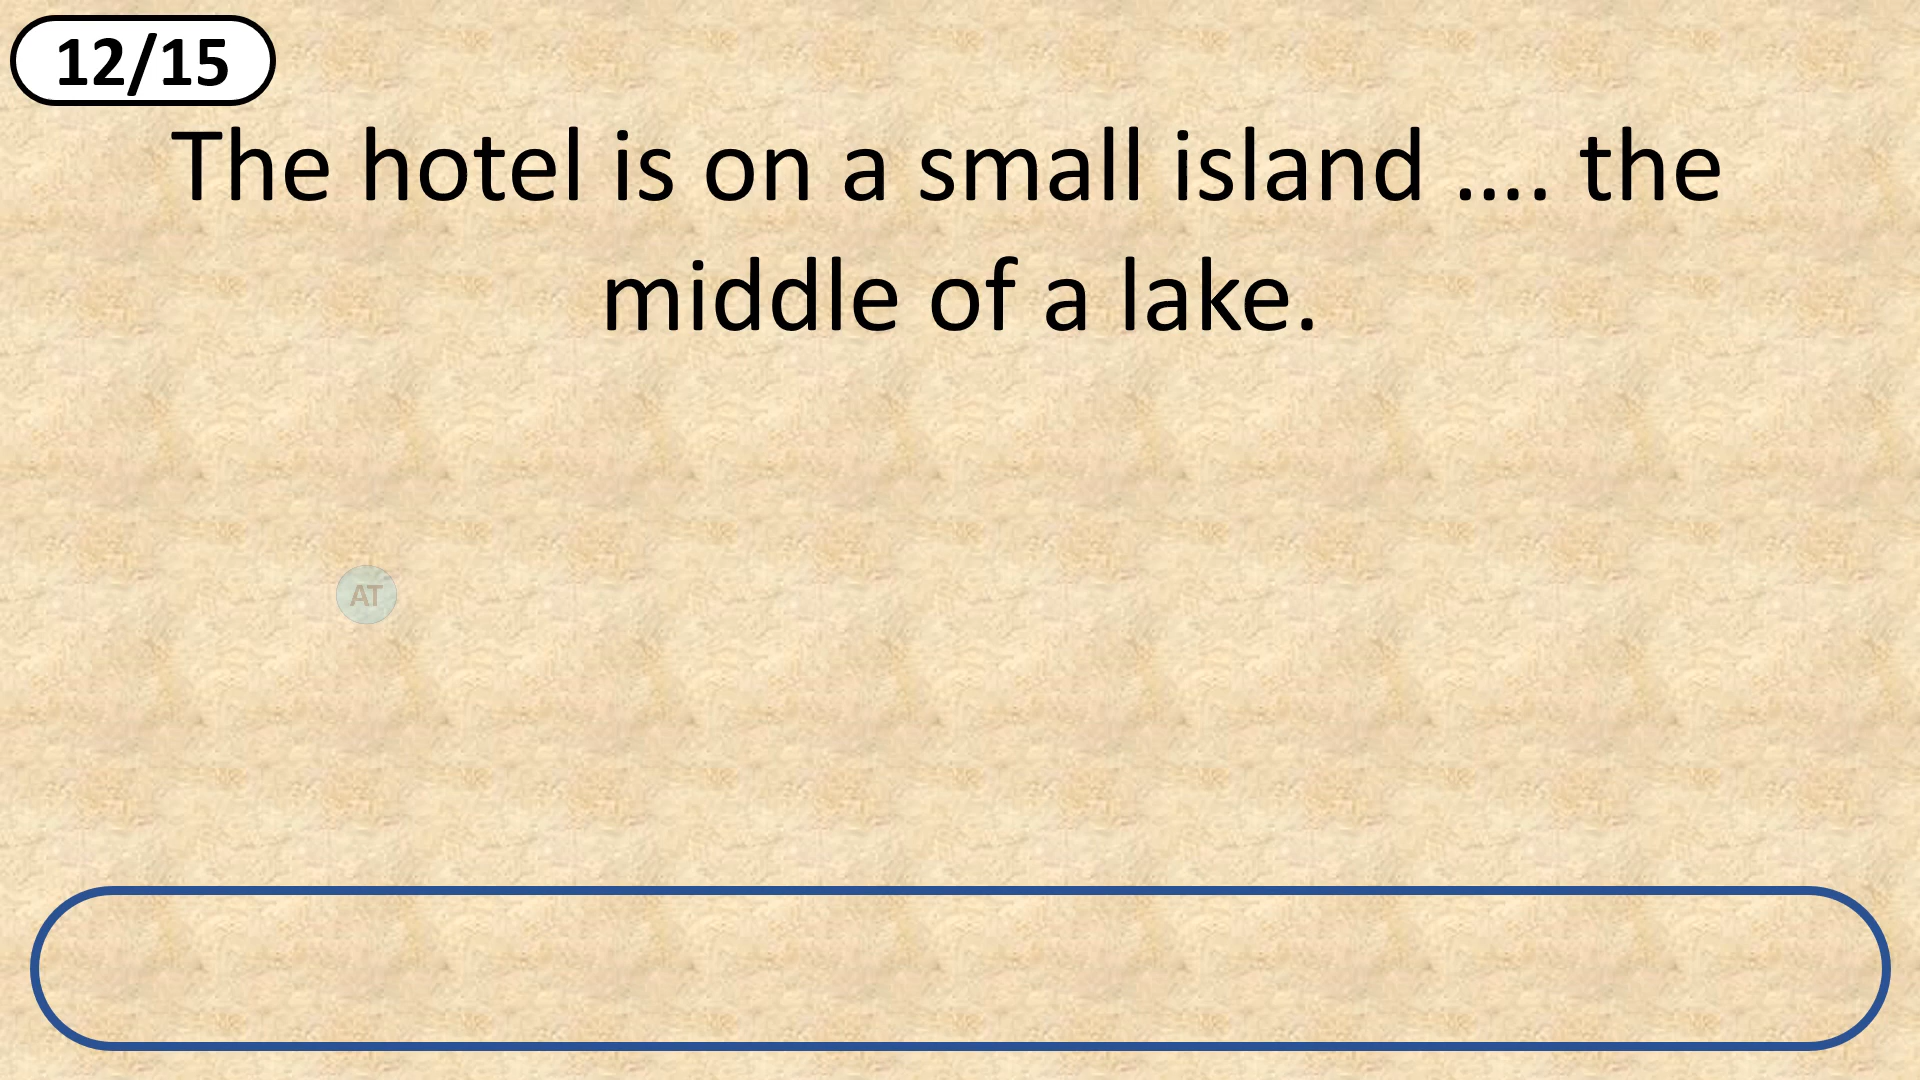 12/15
The hotel is on a small island .... the
middle of a lake.
AT